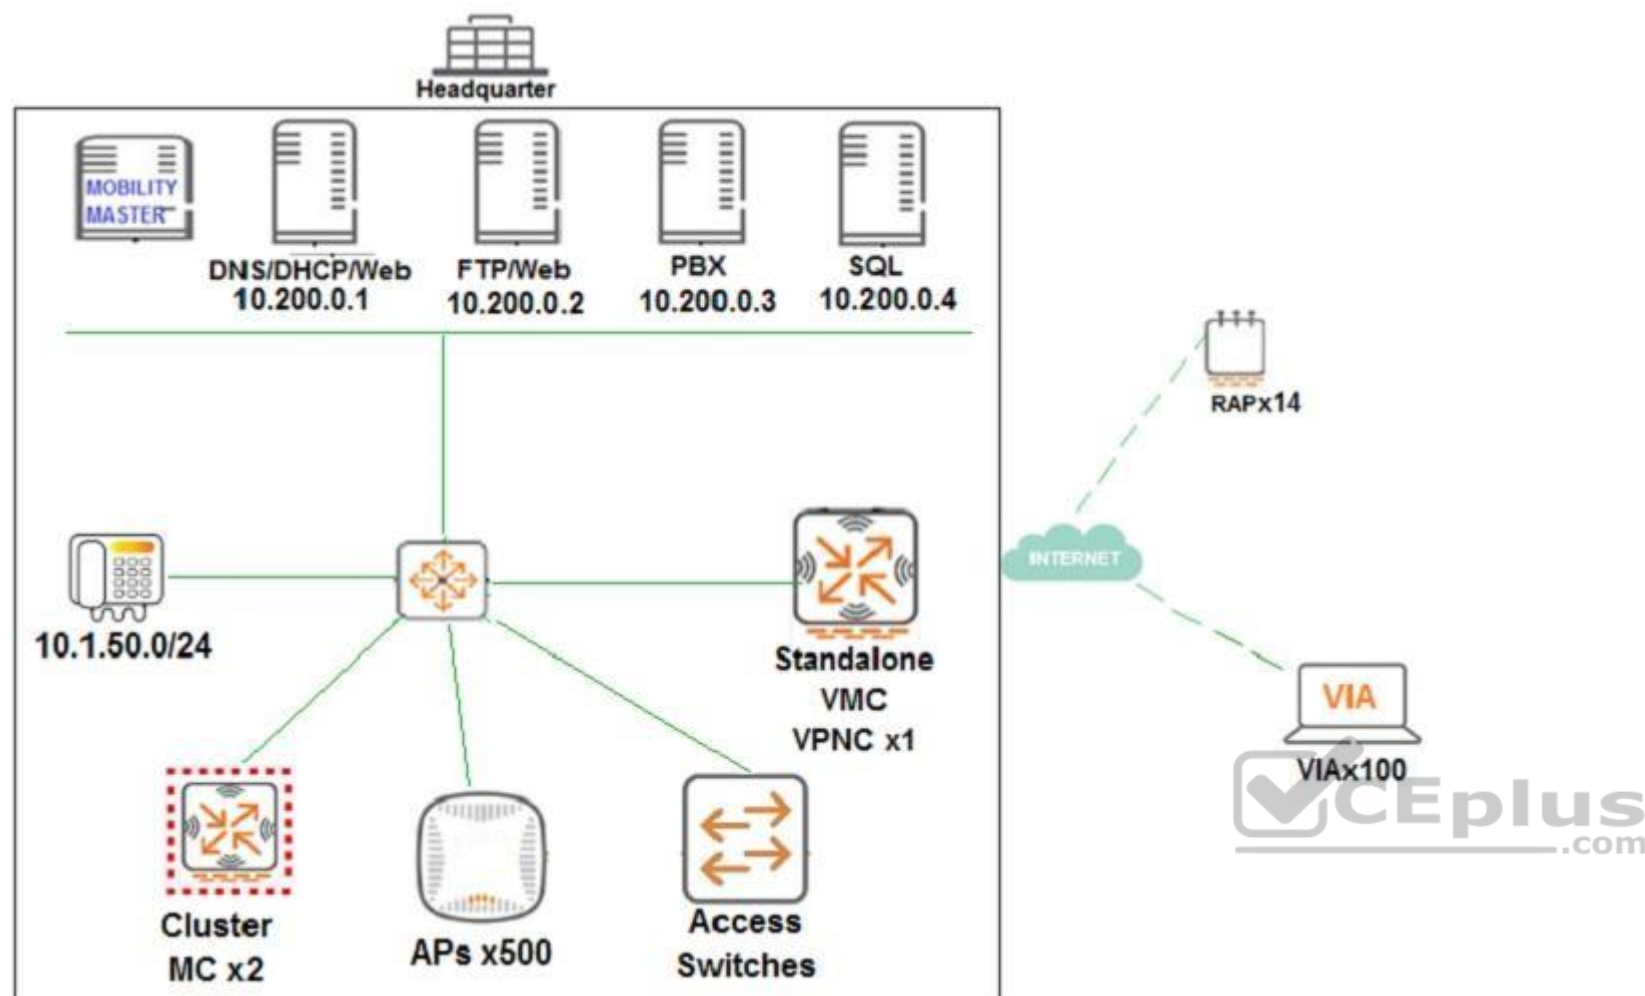 Headquarter
MOBILITY
MASTER
DNS/DHCP/Web
10.200.0.1
FTP/Web
10.200.0.2
PBX
10.200.0.3
SQL
10.200.0.4
RAPx14
INTERNET
10.1.50.0/24
Standalone
VMC
VPNC x1
VIA
VIAx100
CEplus
.com
Cluster
MC x2
APs x500
Access
Switches